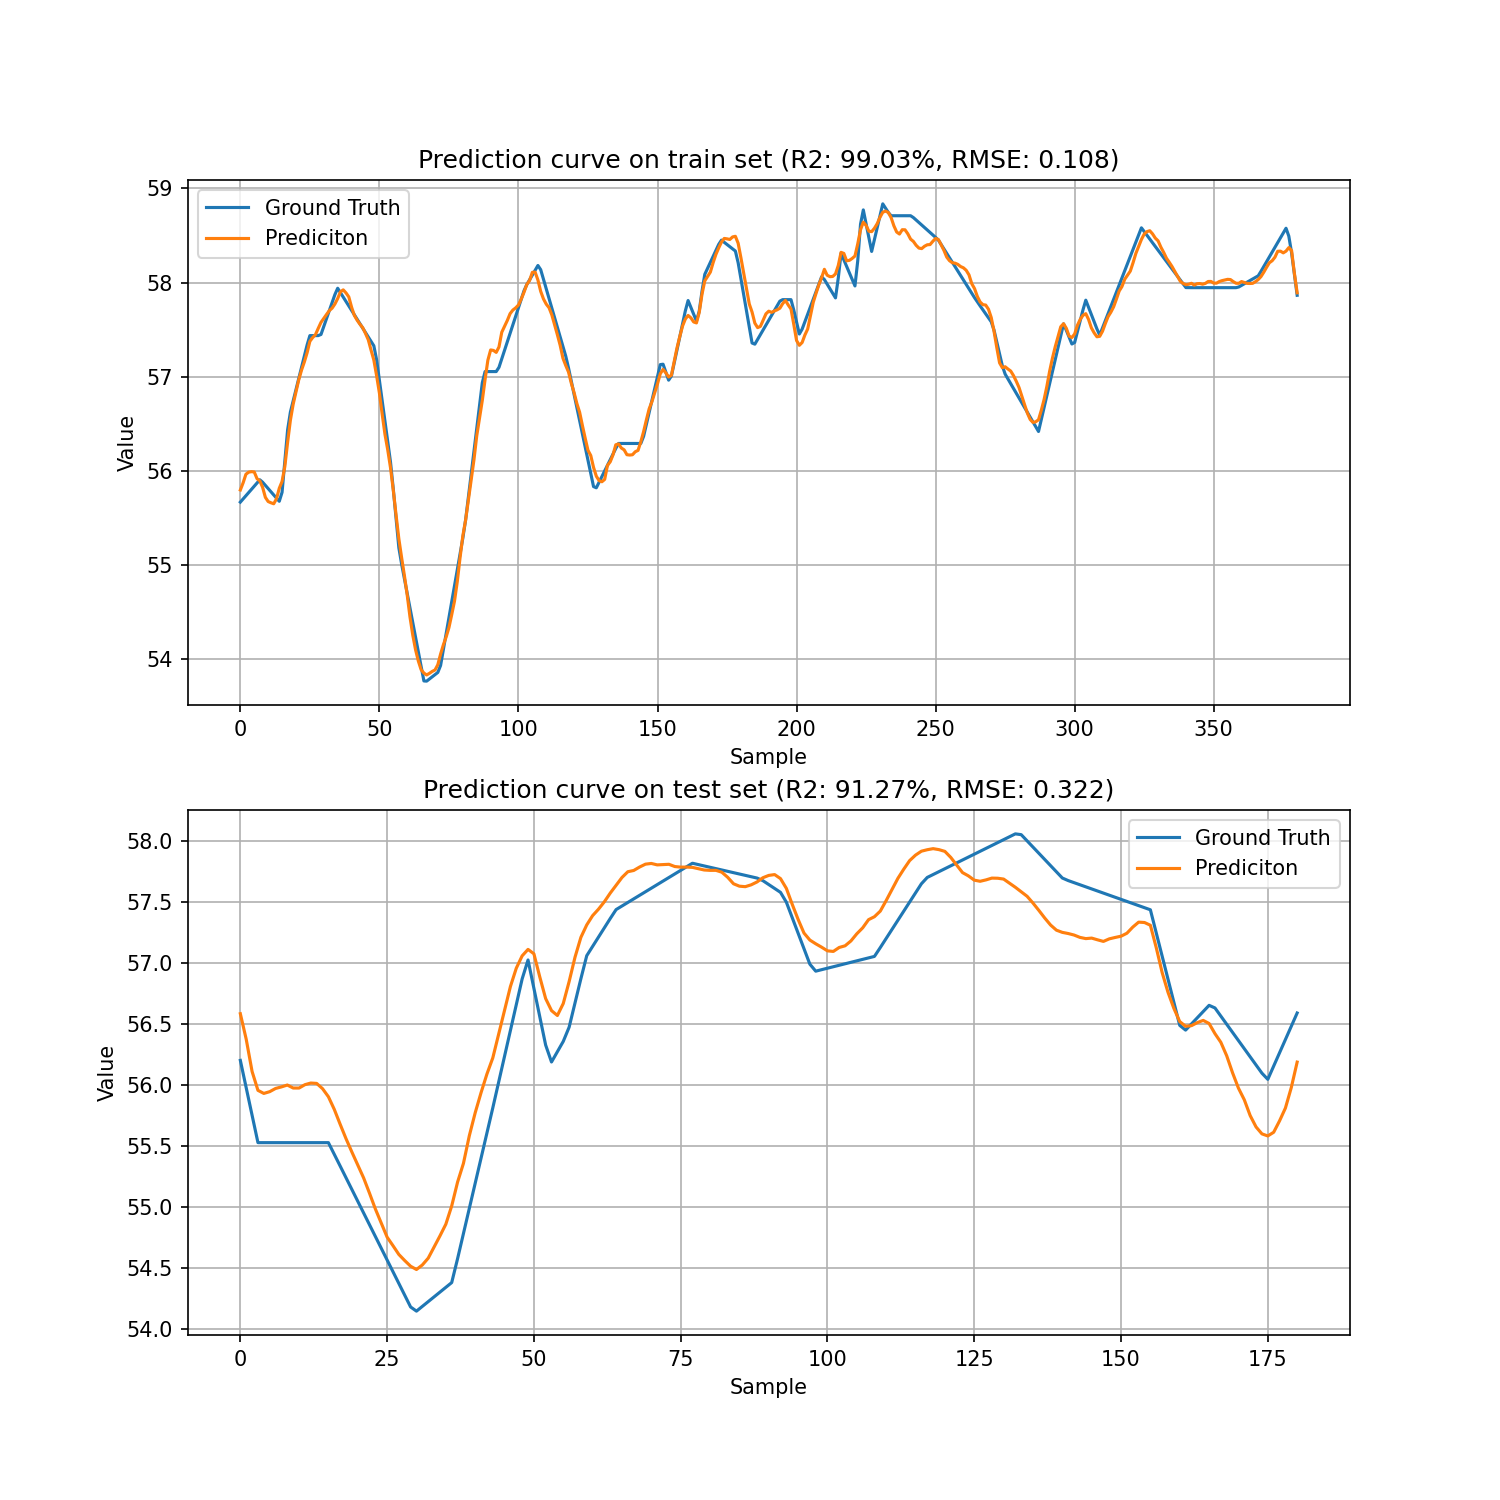 Prediction curve on train set (R2: 99.03%, RMSE: 0.108)
Ground Truth
Prediciton
59
58
57
56
55
54
Value
0 50 100 150 200 250 300 350
Sample
Prediction curve on test set (R2: 91.27%, RMSE: 0.322)
Ground Truth
Prediciton
58.0
57.5
57.0
56.5
56.0
55.5
55.0
54.5
54.0
Value
0 25 50 75 100 125 150 175
Sample